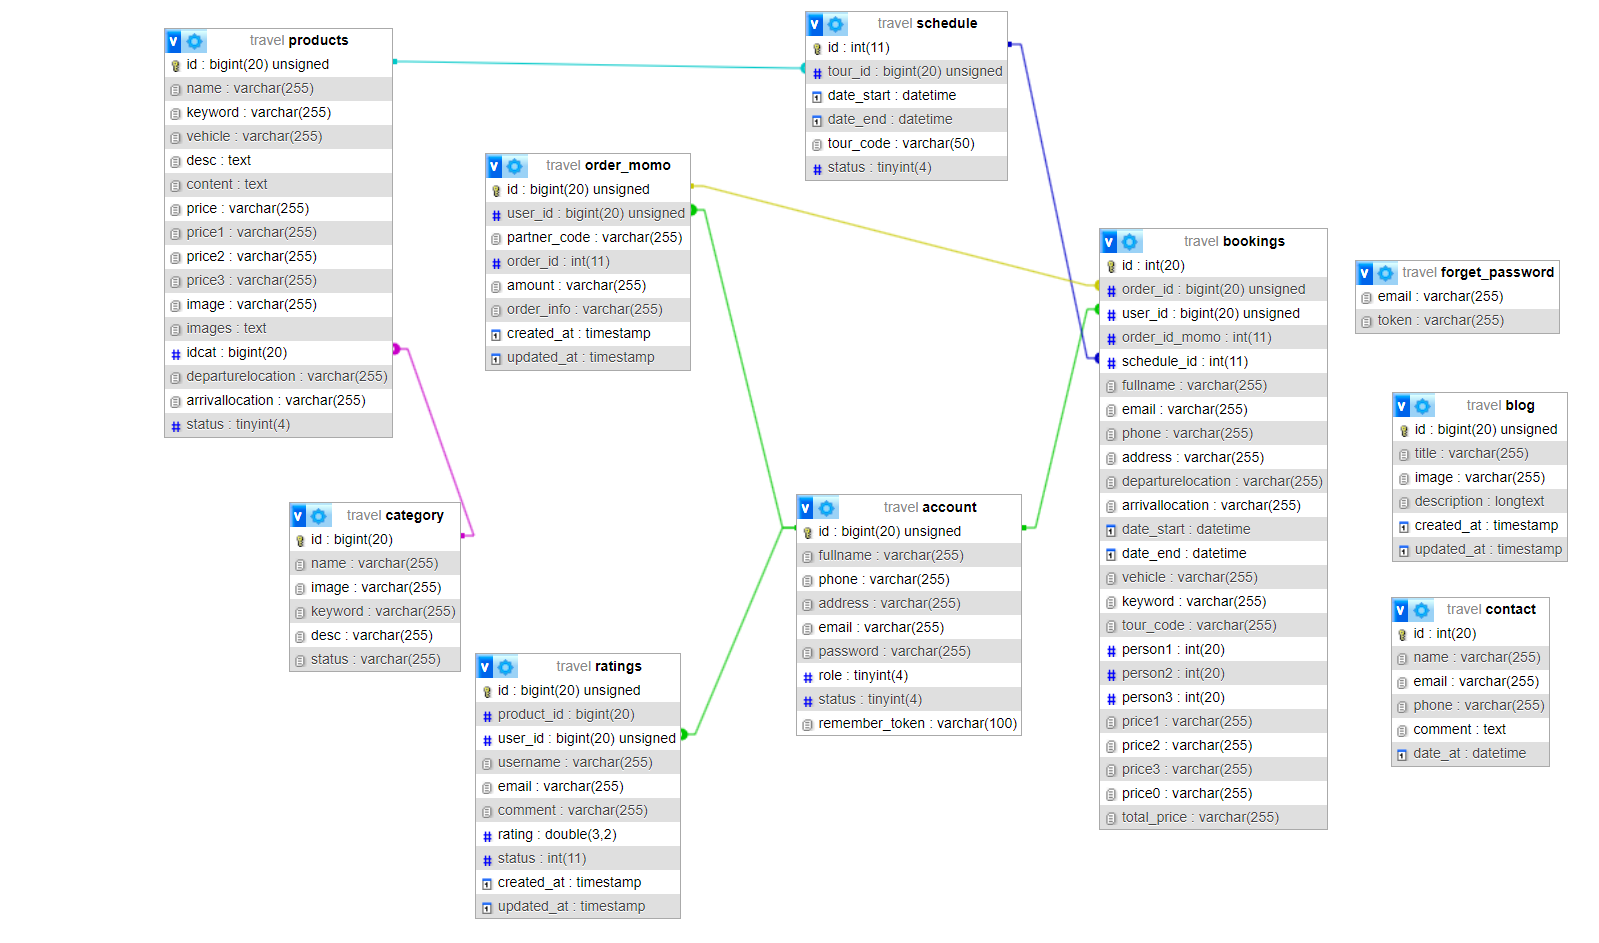 travel products
id : bigint(20) unsigned
name : varchar(255)
keyword : varchar(255)
vehicle : varchar(255)
desc : text
content : text
price : varchar(255)
price1 : varchar(255)
price2 : varchar(255)
price3 : varchar(255)
image : varchar(255)
images : text
idcat : bigint(20)
departurelocation : varchar(255)
arrivallocation : varchar(255)
status : tinyint(4)
travel category
id : bigint(20)
name : varchar(255)
image : varchar(255)
keyword : varchar(255)
desc : varchar(255)
status : varchar(255)
travel order_momo
id : bigint(20) unsigned
user_id : bigint(20) unsigned
partner_code : varchar(255)
order_id : int(11)
amount : varchar(255)
order_info : varchar(255)
created_at : timestamp
updated_at : timestamp
travel ratings
id : bigint(20) unsigned
product_id : bigint(20)
user_id : bigint(20) unsigned
username : varchar(255)
email : varchar(255)
comment : varchar(255)
rating : double(3,2)
status : int(11)
created_at : timestamp
updated_at : timestamp
travel schedule
id : int(11)
tour_id : bigint(20) unsigned
date_start : datetime
date_end : datetime
tour_code : varchar(50)
status : tinyint(4)
travel account
id : bigint(20) unsigned
fullname : varchar(255)
phone : varchar(255)
address : varchar(255)
email : varchar(255)
password : varchar(255)
role : tinyint(4)
status : tinyint(4)
remember_token : varchar(100)
travel bookings
id : int(20)
order_id : bigint(20) unsigned
user_id : bigint(20) unsigned
order_id_momo : int(11)
schedule_id : int(11)
fullname : varchar(255)
email : varchar(255)
phone : varchar(255)
address : varchar(255)
departurelocation : varchar(255)
arrivallocation : varchar(255)
date_start : datetime
date_end : datetime
vehicle : varchar(255)
keyword : varchar(255)
tour_code : varchar(255)
person1 : int(20)
person2 : int(20)
person3 : int(20)
price1 : varchar(255)
price2 : varchar(255)
price3 : varchar(255)
price0 : varchar(255)
total_price : varchar(255)
travel forget_password
email : varchar(255)
token : varchar(255)
travel blog
id : bigint(20) unsigned
title : varchar(255)
image : varchar(255)
description : longtext
created_at : timestamp
updated_at : timestamp
travel contact
id : int(20)
name : varchar(255)
email : varchar(255)
phone : varchar(255)
comment : text
date_at : datetime